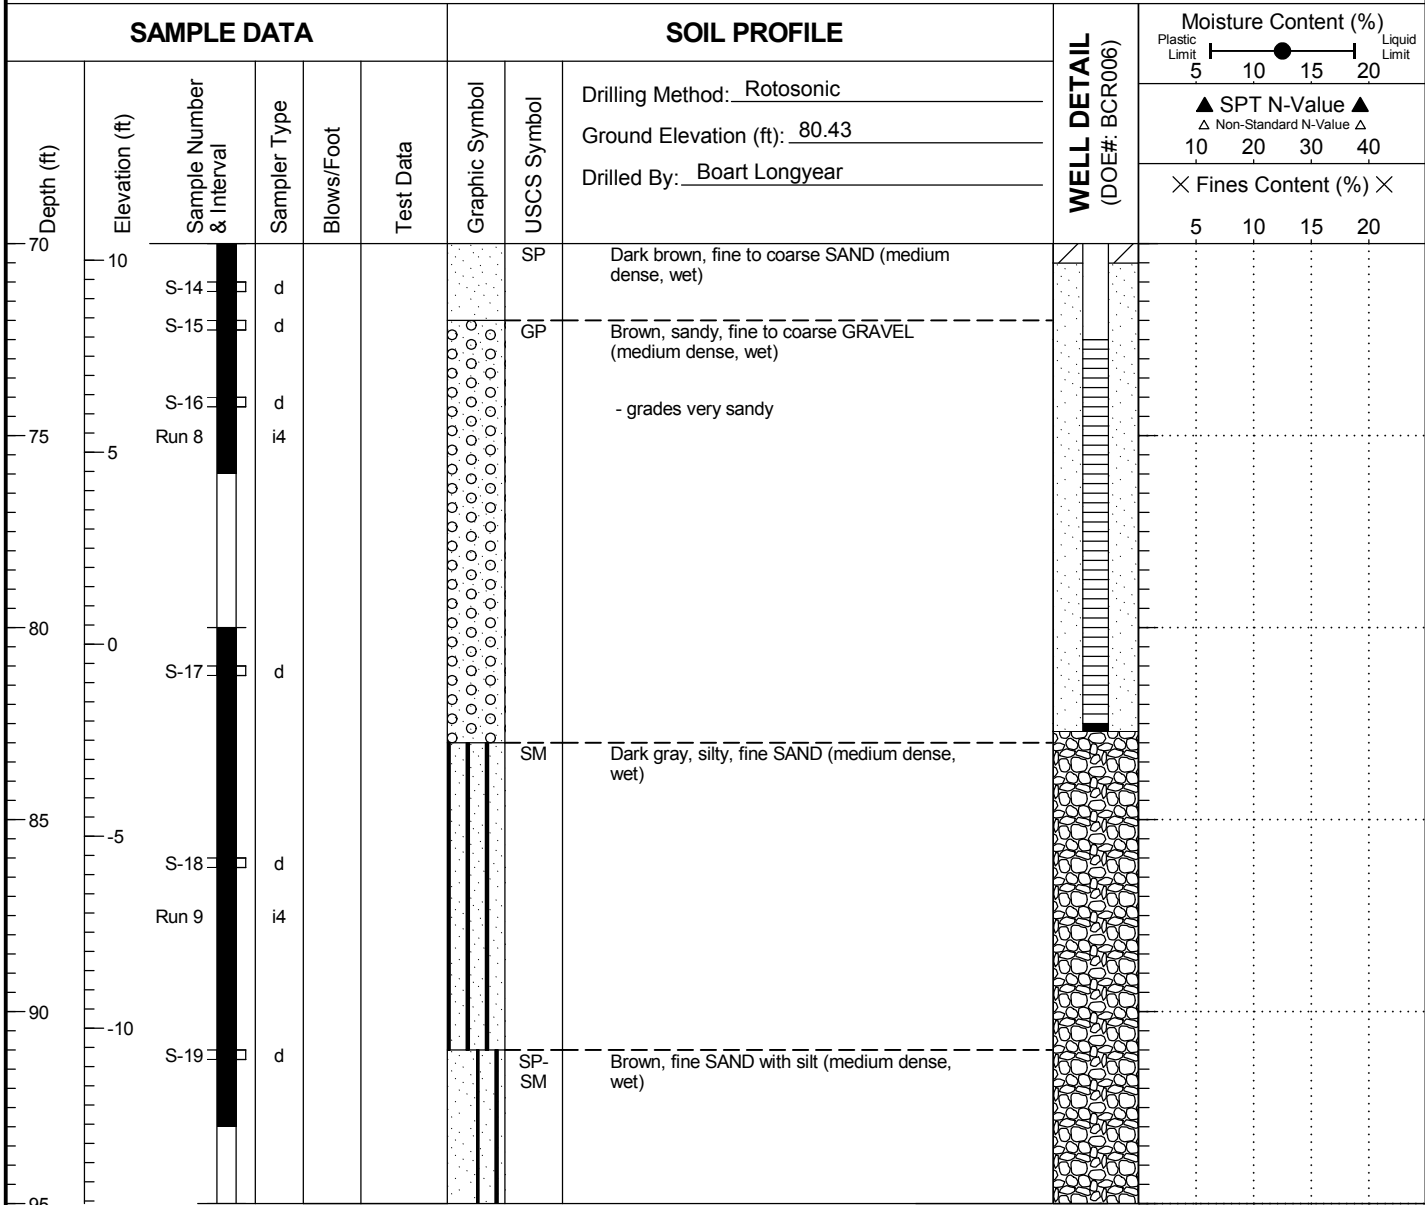 SAMPLE DATA
SOIL PROFILE
Depth (ft)
Elevation (ft)
Sample Number
& Interval
Sampler Type
Blows/Foot
Test Data
Graphic Symbol
USCS Symbol
Drilling Method: Rotosonic
Ground Elevation (ft): 80.43
Drilled By: Boart Longyear
WELL DETAIL
(DOE#: BCR006)
Moisture Content (%)
Plastic
Limit
Liquid
Limit
5 10 15 20
▲ SPT N-Value ▲
△ Non-Standard N-Value △
10 20 30 40
× Fines Content (%) ×
5 10 15 20
70
10
SP
Dark brown, fine to coarse SAND (medium
dense, wet)
S-14 d
S-15 d
GP
Brown, sandy, fine to coarse GRAVEL
(medium dense, wet)
S-16 d
- grades very sandy
75
Run 8 i4
5
80
0
S-17 d
SM
Dark gray, silty, fine SAND (medium dense,
wet)
85
-5
S-18 d
Run 9 i4
90
-10
S-19 d
SP-
SM
Brown, fine SAND with silt (medium dense,
wet)
95